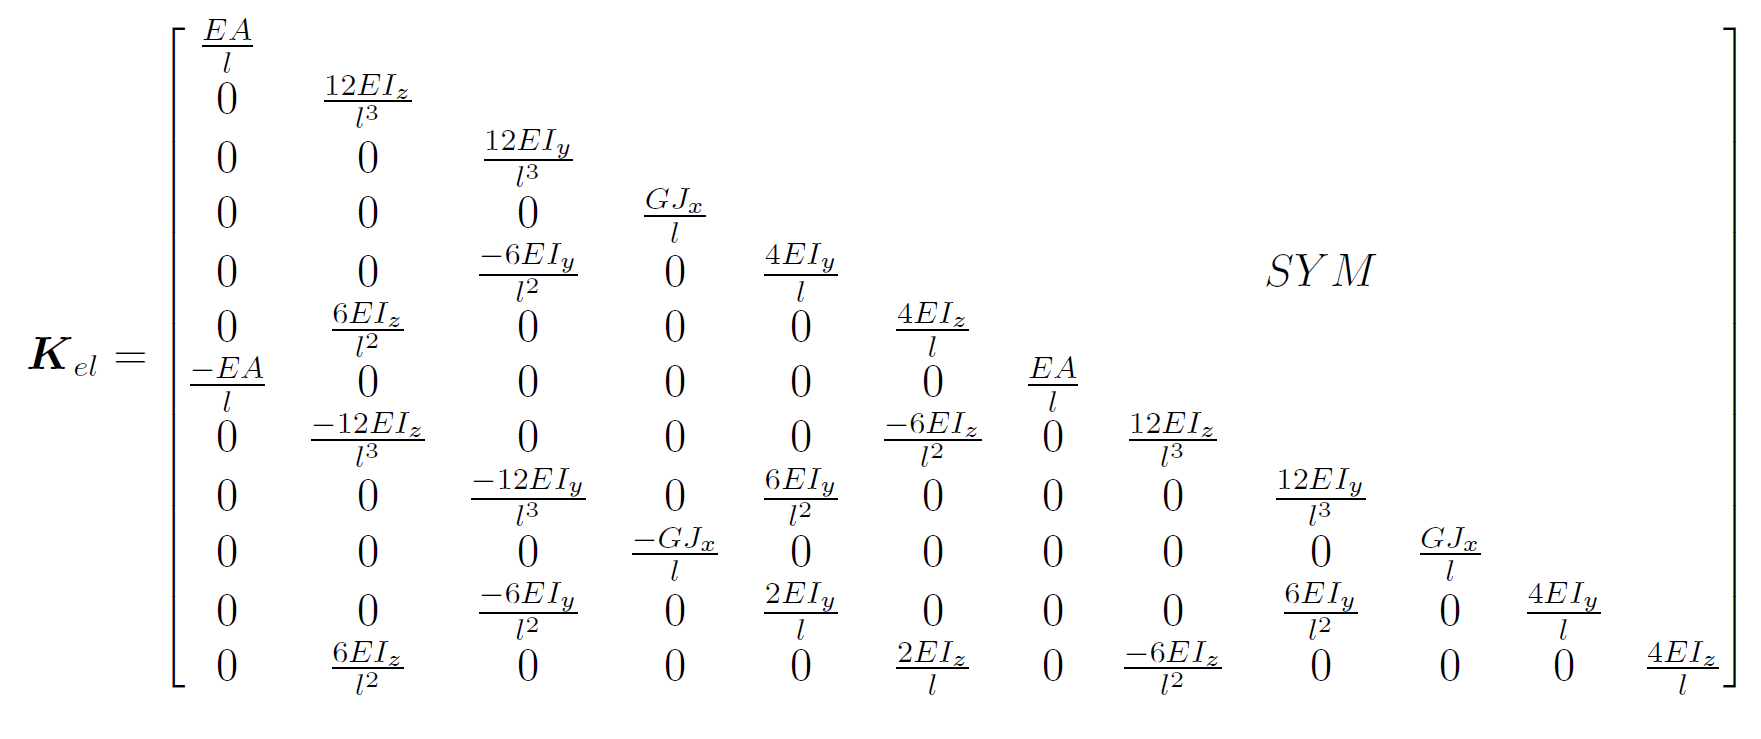 EA/l
0 12EI_z/l^3
0 0 12EI_y/l^3
0 0 0 GJ_x/l
0 0 -6EI_y/l^2 0 4EI_y/l SYM
0 6EI_z/l^2 0 0 0 4EI_z/l
K_el = -EA/l 0 0 0 0 0 EA/l
0 -12EI_z/l^3 0 0 0 -6EI_z/l^2 0 12EI_z/l^3
0 0 -12EI_y/l^3 0 6EI_y/l^2 0 0 0 12EI_y/l^3
0 0 0 -GJ_x/l 0 0 0 0 0 GJ_x/l
0 0 -6EI_y/l^2 0 2EI_y/l 0 0 0 6EI_y/l^2 0 4EI_y/l
0 6EI_z/l^2 0 0 0 2EI_z/l 0 -6EI_z/l^2 0 0 0 4EI_z/l